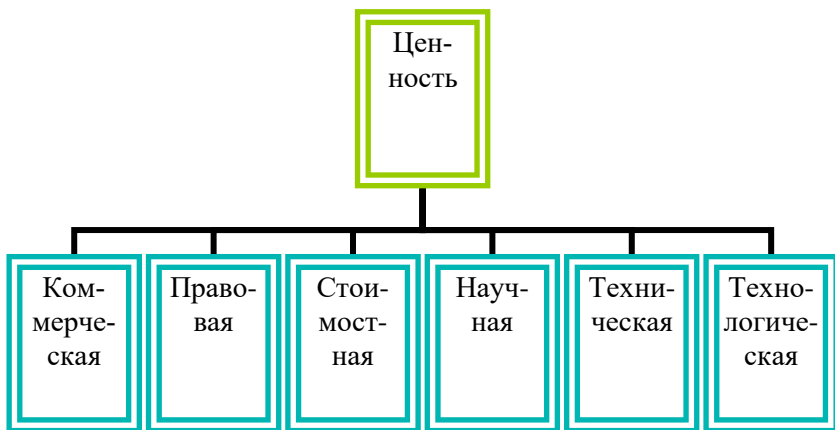 Цен-
ность
Ком-
мерче-
ская
Право-
вая
Стои-
мост-
ная
Науч-
ная
Техни-
ческая
Техно-
логиче-
ская